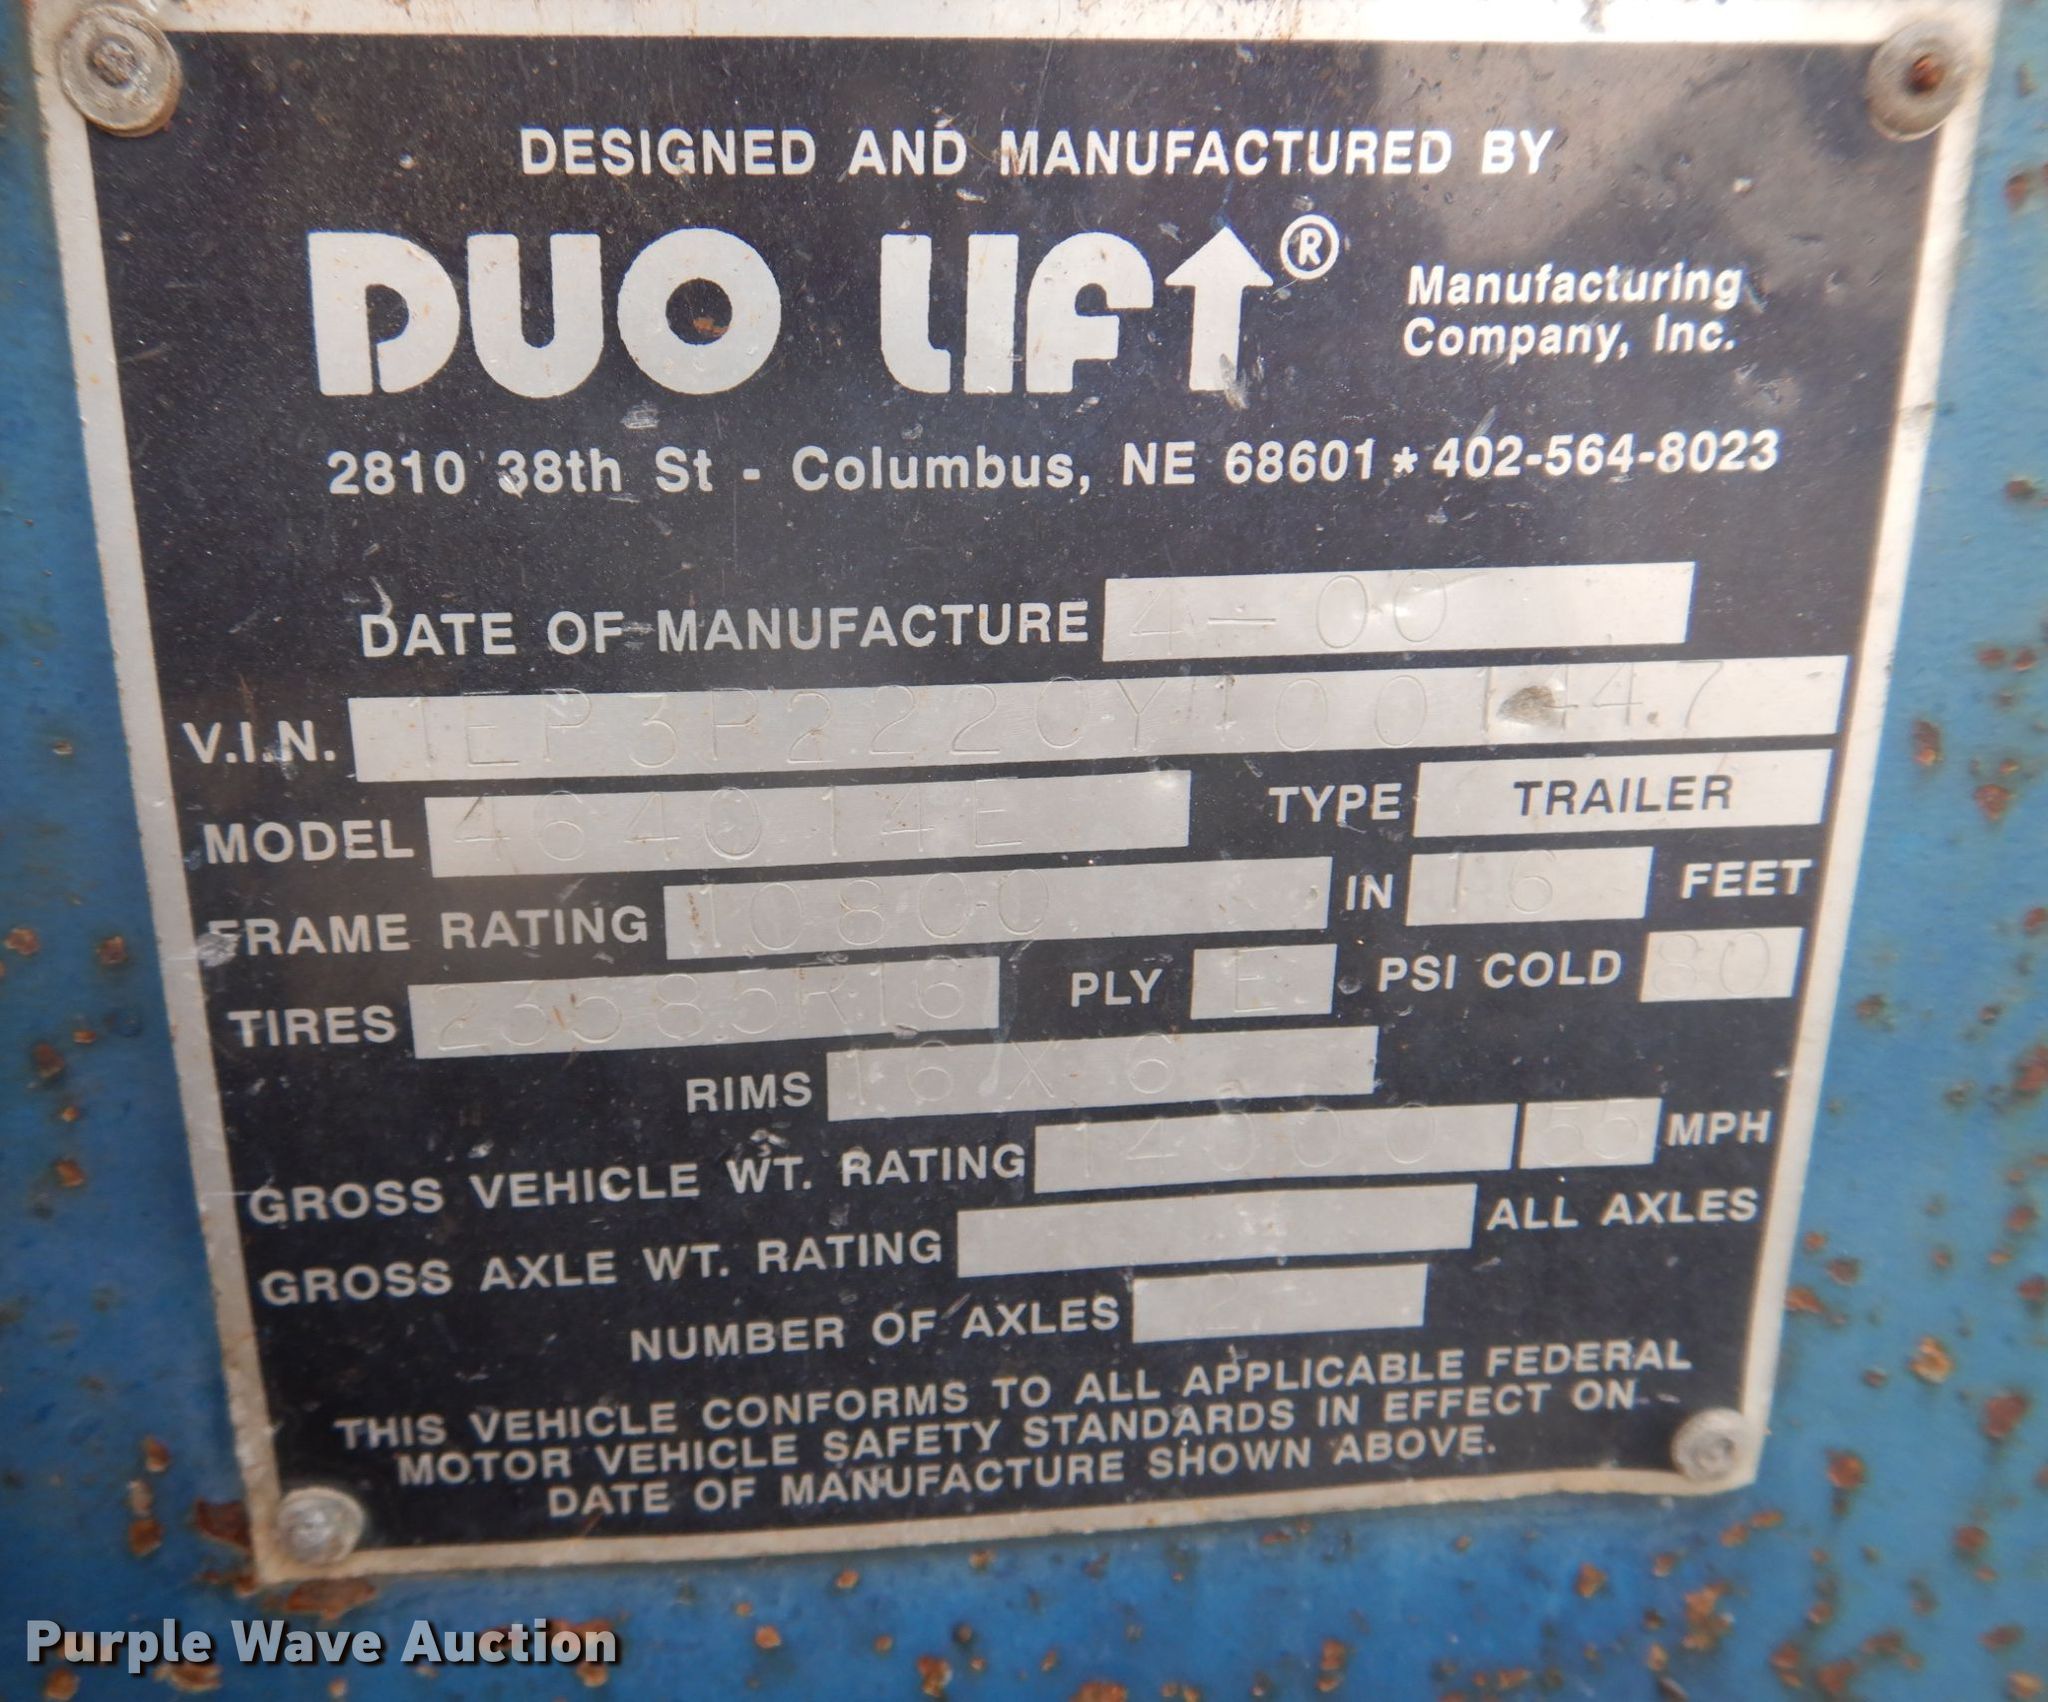 DESIGNED AND MANUFACTURED BY
DUO LIFT® Manufacturing Company, Inc.
2810 38th St - Columbus, NE 68601 * 402-564-8023
DATE OF MANUFACTURE 4-00
V.I.N.
MODEL 464014E TYPE TRAILER
FRAME RATING 10800 IN 16 FEET
TIRES 23585R16 PLY E PSI COLD 80
RIMS 16 X 6
GROSS VEHICLE WT. RATING 14000 55 MPH
GROSS AXLE WT. RATING ALL AXLES
NUMBER OF AXLES 2
THIS VEHICLE CONFORMS TO ALL APPLICABLE FEDERAL
MOTOR VEHICLE SAFETY STANDARDS IN EFFECT ON
DATE OF MANUFACTURE SHOWN ABOVE.
Purple Wave Auction